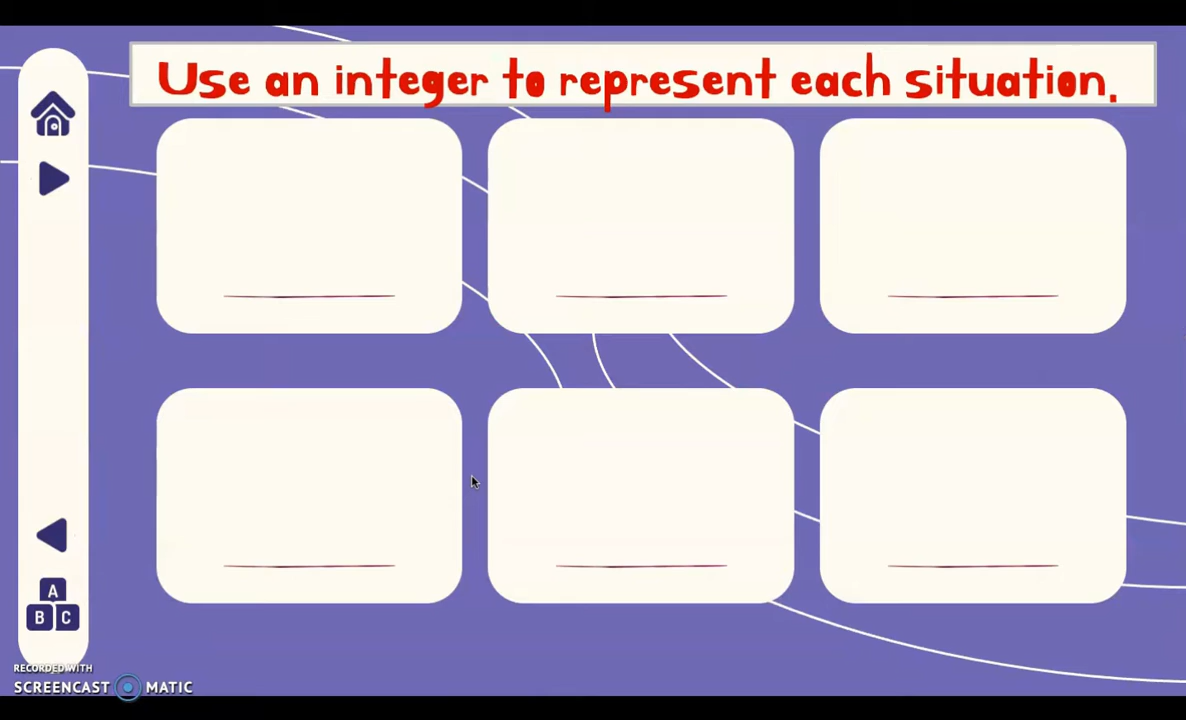 Use an integer to represent each situation.
A
B C
RECORDED WITH
SCREENCAST MATIC